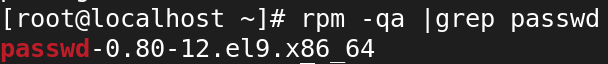 [root@localhost ~]# rpm -qa |grep passwd
passwd-0.80-12.el9.x86_64